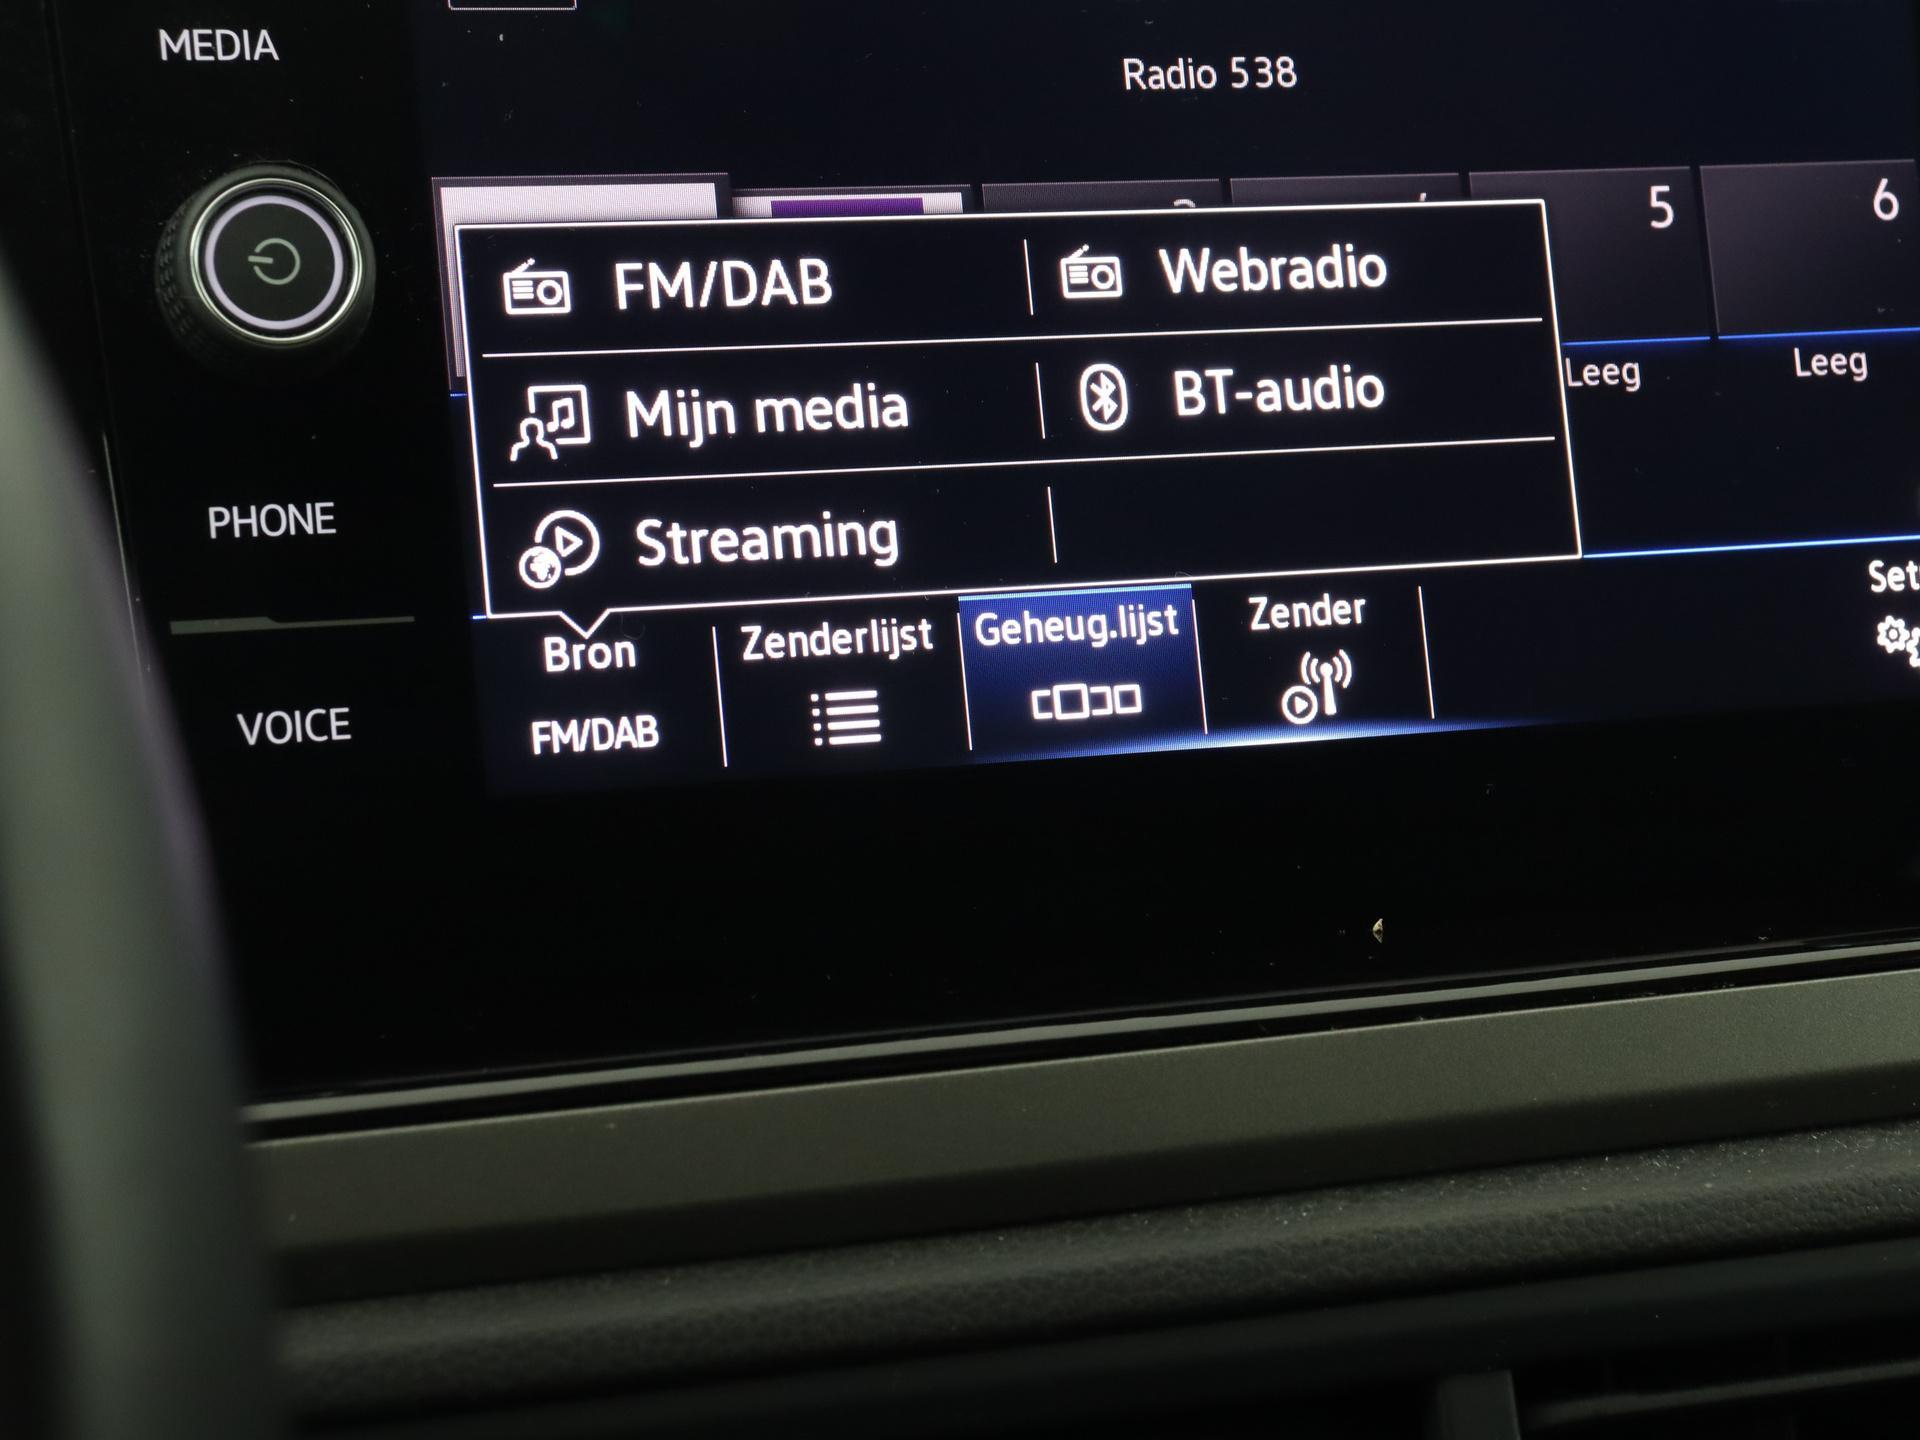 MEDIA
Radio 538
5
6
FM/DAB
Webradio
Leeg
Leeg
Mijn media
BT-audio
PHONE
Streaming
Bron
Zenderlijst
Geheug.lijst
Zender
VOICE
FM/DAB